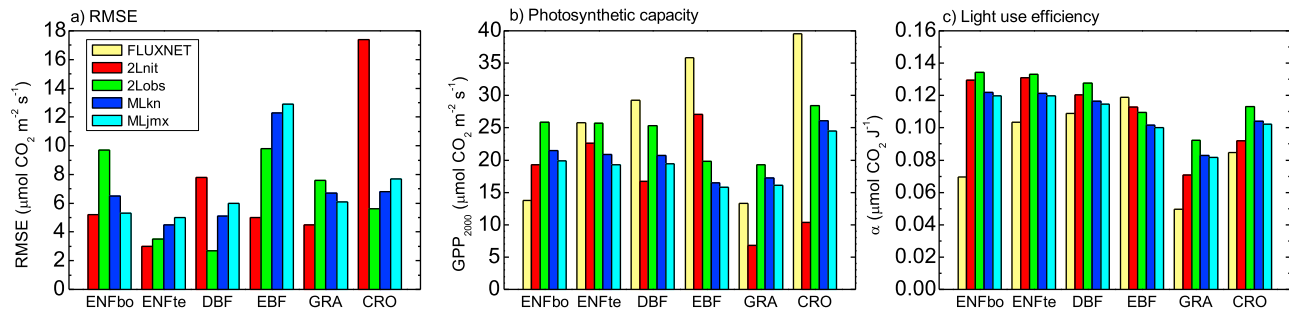 a) RMSE
RMSE (μmol CO2 m-2 s-1)
18
16
14
12
10
8
6
4
2
0
FLUXNET
2Lnit
2Lobs
MLkn
MLjmx
ENFbo ENFte DBF EBF GRA CRO
b) Photosynthetic capacity
GPP2000 (μmol CO2 m-2 s-1)
40
35
30
25
20
15
10
5
0
ENFbo ENFte DBF EBF GRA CRO
c) Light use efficiency
α (μmol CO2 J-1)
0.16
0.14
0.12
0.10
0.08
0.06
0.04
0.02
0.00
ENFbo ENFte DBF EBF GRA CRO